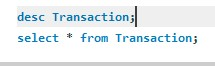 desc Transaction;
select * from Transaction;